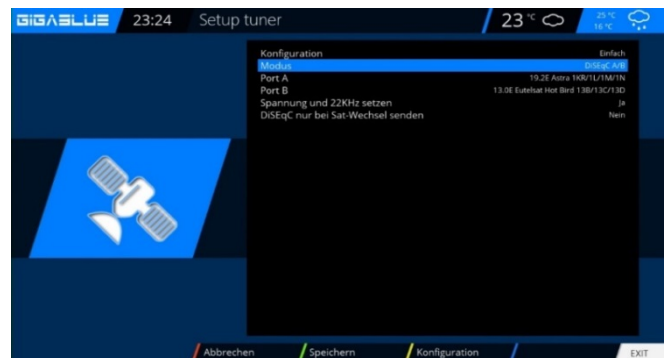 GIGABLUE 23:24 Setup tuner 23 °C 25 °C
16 °C
Konfiguration Einfach
Modus DiSEqC A/B
Port A 19.2E Astra 1KR/1L/1M/1N
Port B 13.0E Eutelsat Hot Bird 13B/13C/13D
Spannung und 22KHz setzen Ja
DiSEqC nur bei Sat-Wechsel senden Nein
Abbrechen Speichern Konfiguration EXIT